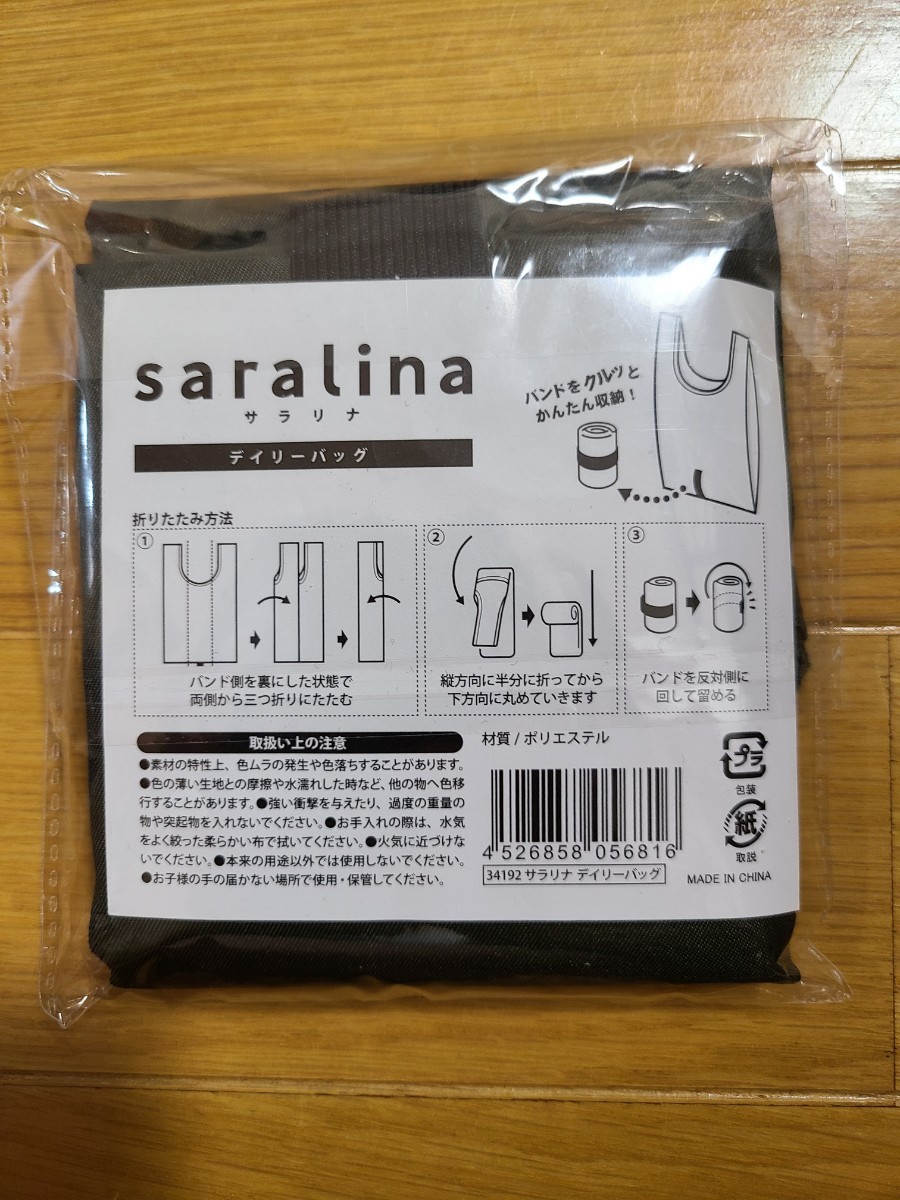 saralina
サラリナ
デイリーバッグ
バンドをクルッと
かんたん収納！
折りたたみ方法
①
バンド側を裏にした状態で
両側から三つ折りにたたむ
②
縦方向に半分に折ってから
下方向に丸めていきます
③
バンドを反対側に
回して留める
取扱い上の注意
●素材の特性上、色ムラの発生や色落ちすることがあります。
●色の薄い生地との摩擦や水濡れした時など、他の物へ色移
行することがあります。●強い衝撃を与えたり、過度の重量の
物や突起物を入れないでください。●お手入れの際は、水気
をよく絞った柔らかい布で拭いてください。●火気に近づけな
いでください。●本来の用途以外では使用しないでください。
●お子様の手の届かない場所で使用・保管してください。
材質 / ポリエステル
4 526858 056816
34192 サラリナ デイリーバッグ
プラ
包装
紙
取説
MADE IN CHINA